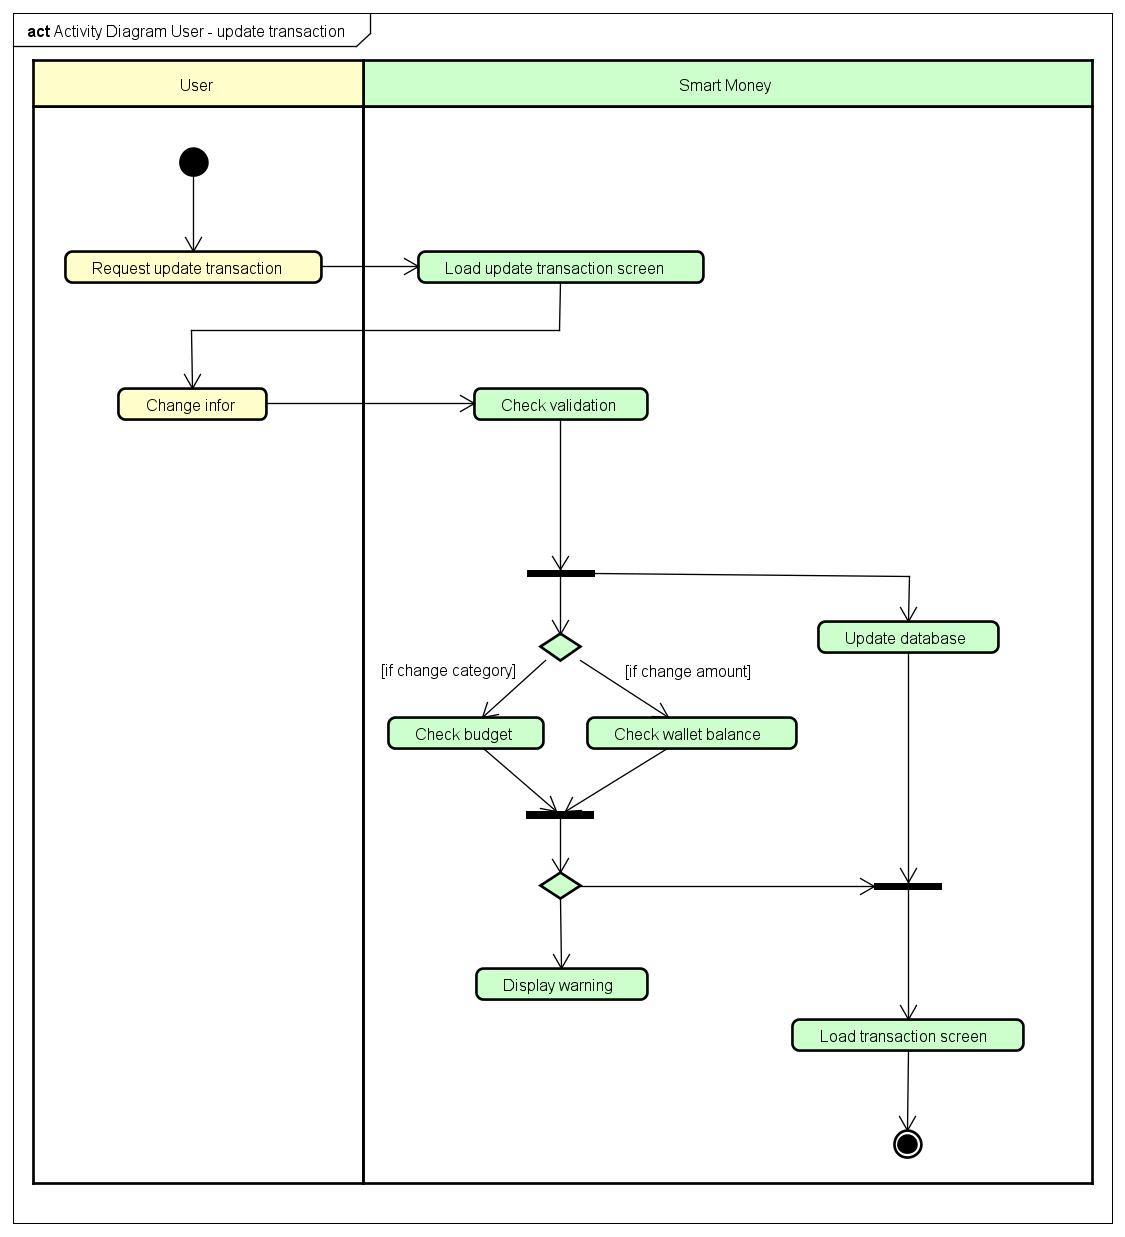 act Activity Diagram User - update transaction
User
Smart Money
Request update transaction
Load update transaction screen
Change infor
Check validation
Update database
[if change category]
[if change amount]
Check budget
Check wallet balance
Display warning
Load transaction screen